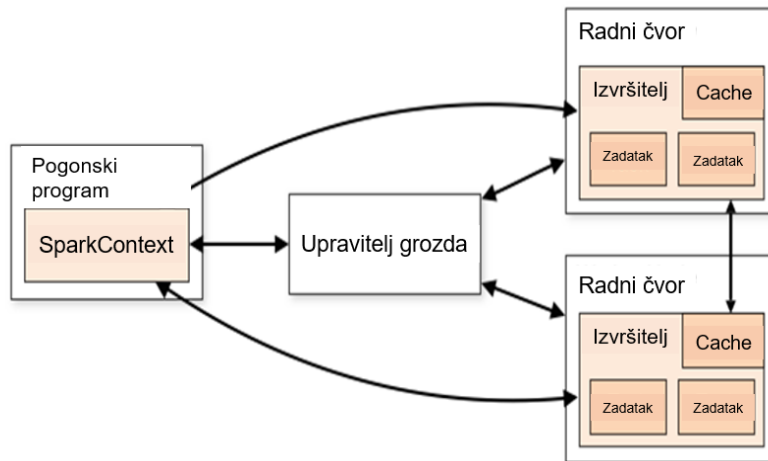 Pogonski
program
SparkContext
Upravitelj grozda
Radni čvor
Izvršitelj
Cache
Zadatak
Zadatak
Radni čvor
Izvršitelj
Cache
Zadatak
Zadatak